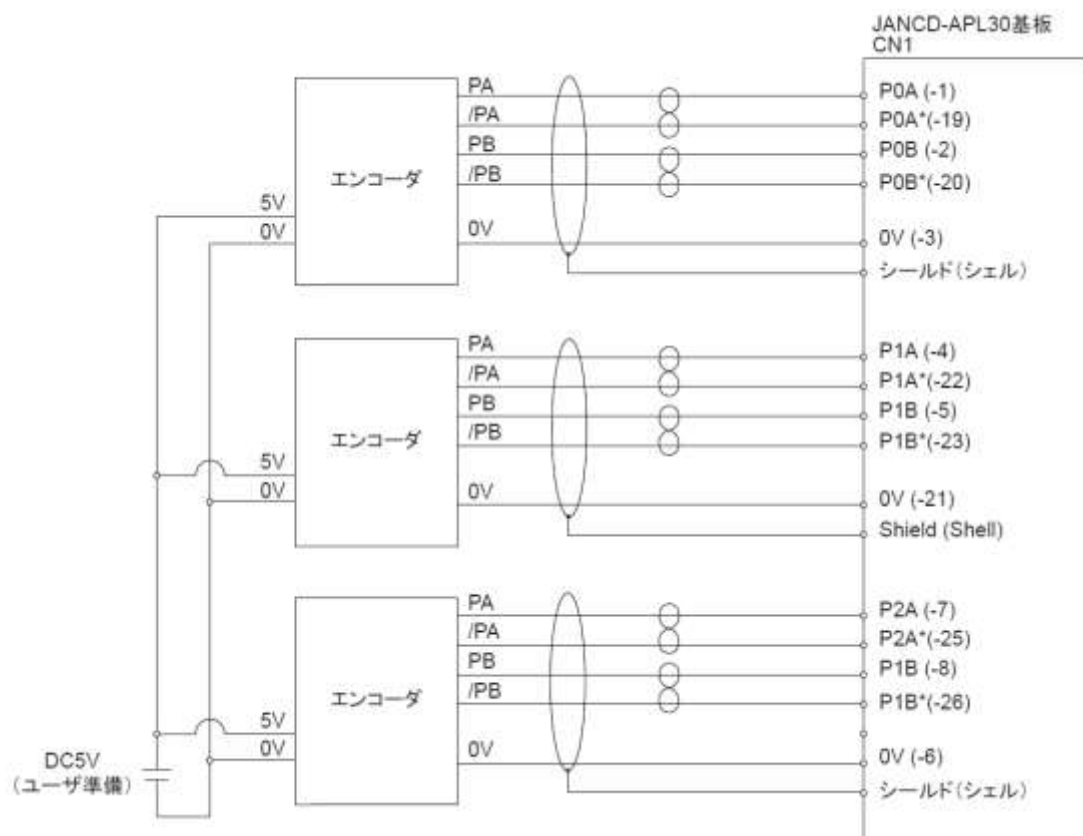 JANCD-APL30基板
CN1
PA
P0A (-1)
/PA
P0A*(-19)
PB
P0B (-2)
エンコーダ
/PB
P0B*(-20)
5V
0V
0V
0V (-3)
シールド(シェル)
PA
P1A (-4)
/PA
P1A*(-22)
PB
P1B (-5)
エンコーダ
/PB
P1B*(-23)
5V
0V
0V
0V (-21)
Shield (Shell)
PA
P2A (-7)
/PA
P2A*(-25)
PB
P1B (-8)
エンコーダ
/PB
P1B*(-26)
5V
0V
0V
0V (-6)
DC5V
(ユーザ準備)
シールド(シェル)